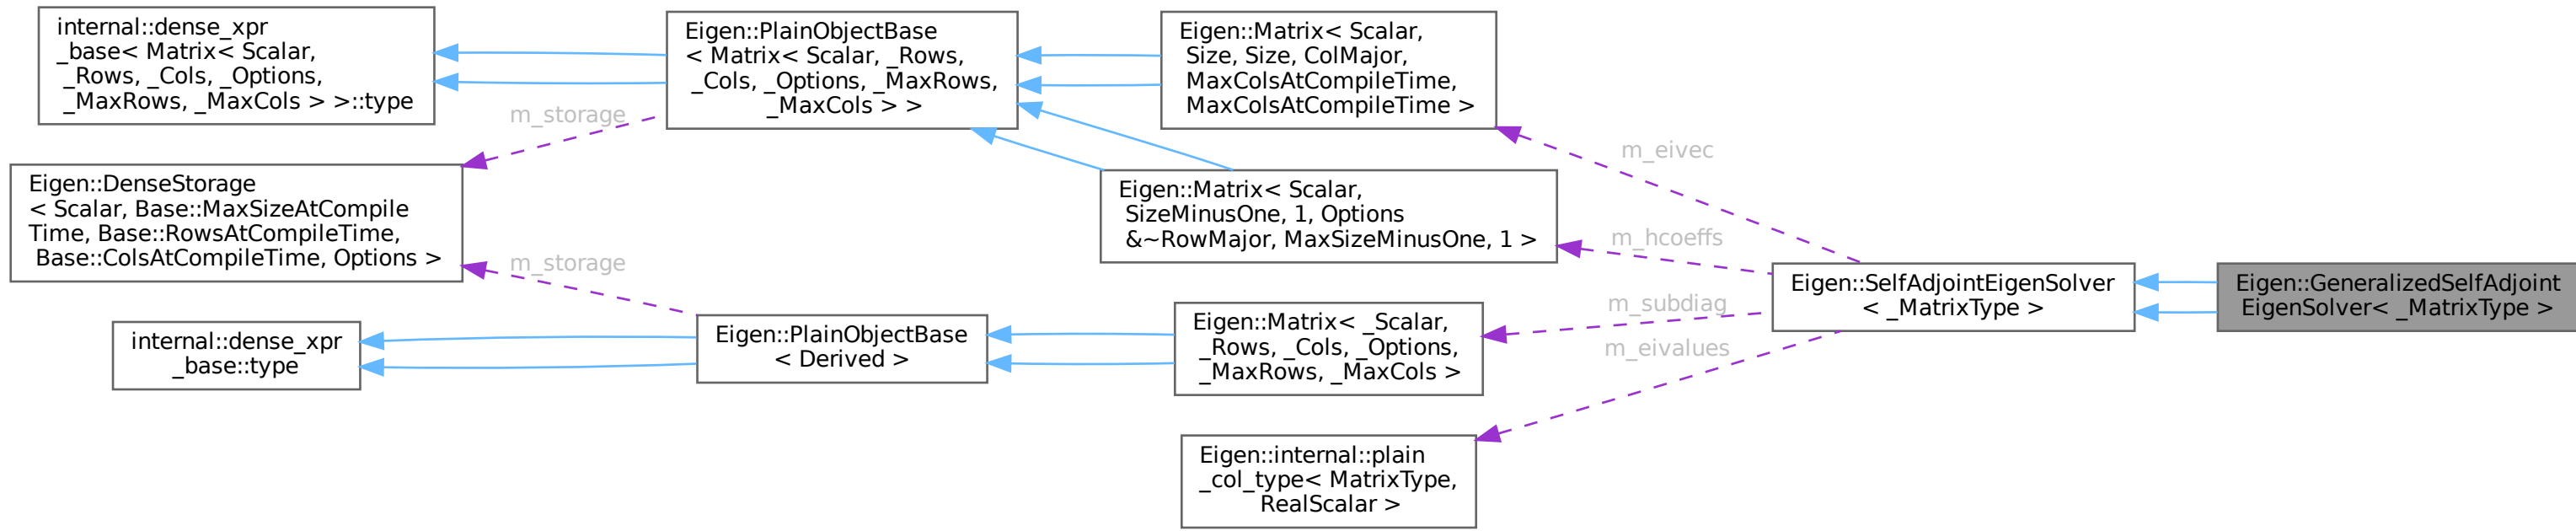 internal::dense_xpr
_base< Matrix< Scalar,
_Rows, _Cols, _Options,
_MaxRows, _MaxCols > >::type
Eigen::DenseStorage
< Scalar, Base::MaxSizeAtCompile
Time, Base::RowsAtCompileTime,
Base::ColsAtCompileTime, Options >
internal::dense_xpr
_base::type
m_storage
m_storage
Eigen::PlainObjectBase
< Matrix< Scalar, _Rows,
_Cols, _Options, _MaxRows,
_MaxCols > >
Eigen::PlainObjectBase
< Derived >
Eigen::Matrix< Scalar,
Size, Size, ColMajor,
MaxColsAtCompileTime,
MaxColsAtCompileTime >
Eigen::Matrix< Scalar,
SizeMinusOne, 1, Options
&~RowMajor, MaxSizeMinusOne, 1 >
Eigen::Matrix< _Scalar,
_Rows, _Cols, _Options,
_MaxRows, _MaxCols >
Eigen::internal::plain
_col_type< MatrixType,
RealScalar >
m_eivec
m_hcoeffs
m_subdiag
m_eivalues
Eigen::SelfAdjointEigenSolver
< _MatrixType >
Eigen::GeneralizedSelfAdjoint
EigenSolver< _MatrixType >